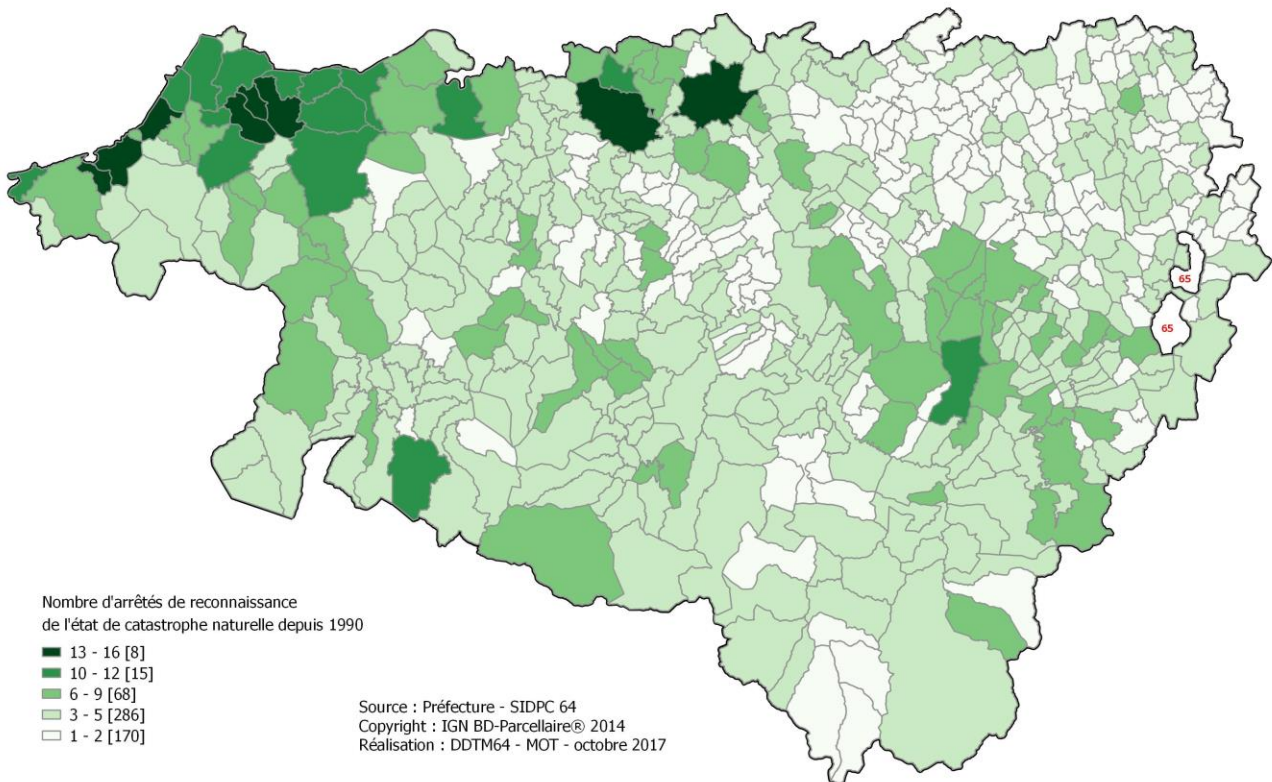 65
65
Nombre d'arrêtés de reconnaissance
de l'état de catastrophe naturelle depuis 1990
13 - 16 [8]
10 - 12 [15]
6 - 9 [68]
3 - 5 [286]
1 - 2 [170]
Source : Préfecture - SIDPC 64
Copyright : IGN BD-Parcellaire® 2014
Réalisation : DDTM64 - MOT - octobre 2017